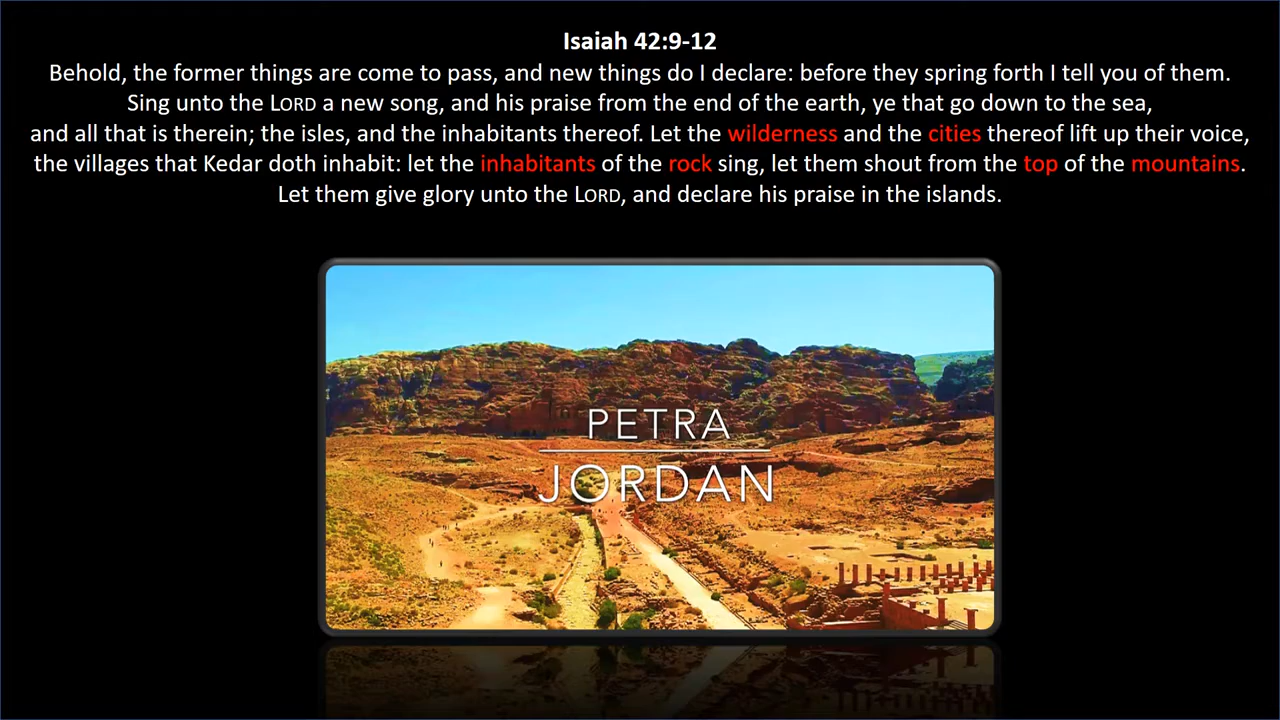 Isaiah 42:9-12
Behold, the former things are come to pass, and new things do I declare: before they spring forth I tell you of them.
Sing unto the LORD a new song, and his praise from the end of the earth, ye that go down to the sea,
and all that is therein; the isles, and the inhabitants thereof. Let the wilderness and the cities thereof lift up their voice,
the villages that Kedar doth inhabit: let the inhabitants of the rock sing, let them shout from the top of the mountains.
Let them give glory unto the LORD, and declare his praise in the islands.
PETRA
JORDAN